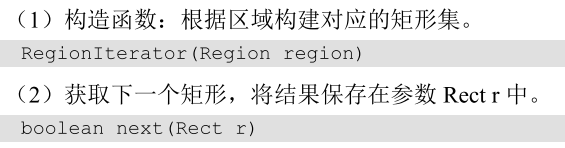 （1）构造函数：根据区域构建对应的矩形集。
RegionIterator(Region region)
（2）获取下一个矩形，将结果保存在参数 Rect r 中。
boolean next(Rect r)